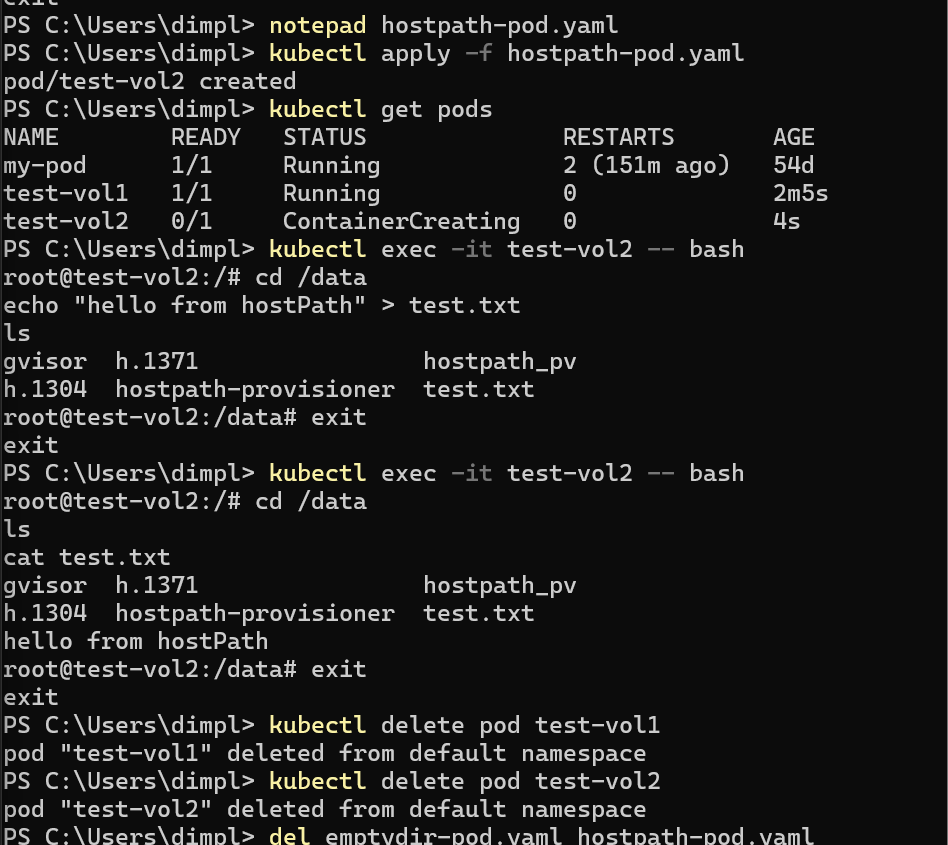 exit
PS C:\Users\dimpl> notepad hostpath-pod.yaml
PS C:\Users\dimpl> kubectl apply -f hostpath-pod.yaml
pod/test-vol2 created
PS C:\Users\dimpl> kubectl get pods
NAME        READY   STATUS              RESTARTS       AGE
my-pod      1/1     Running             2 (151m ago)   54d
test-vol1   1/1     Running             0              2m5s
test-vol2   0/1     ContainerCreating   0              4s
PS C:\Users\dimpl> kubectl exec -it test-vol2 -- bash
root@test-vol2:/# cd /data
echo "hello from hostPath" > test.txt
ls
gvisor  h.1371                hostpath_pv
h.1304  hostpath-provisioner  test.txt
root@test-vol2:/data# exit
exit
PS C:\Users\dimpl> kubectl exec -it test-vol2 -- bash
root@test-vol2:/# cd /data
ls
cat test.txt
gvisor  h.1371                hostpath_pv
h.1304  hostpath-provisioner  test.txt
hello from hostPath
root@test-vol2:/data# exit
exit
PS C:\Users\dimpl> kubectl delete pod test-vol1
pod "test-vol1" deleted from default namespace
PS C:\Users\dimpl> kubectl delete pod test-vol2
pod "test-vol2" deleted from default namespace
PS C:\Users\dimpl> del emptydir-pod.yaml hostpath-pod.yaml